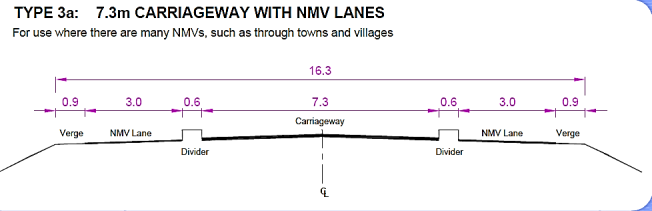 TYPE 3a: 7.3m CARRIAGEWAY WITH NMV LANES
For use where there are many NMVs, such as through towns and villages
16.3
0.9 3.0 0.6 7.3 0.6 3.0 0.9
Carriageway
Verge NMV Lane NMV Lane Verge
Divider Divider
CL